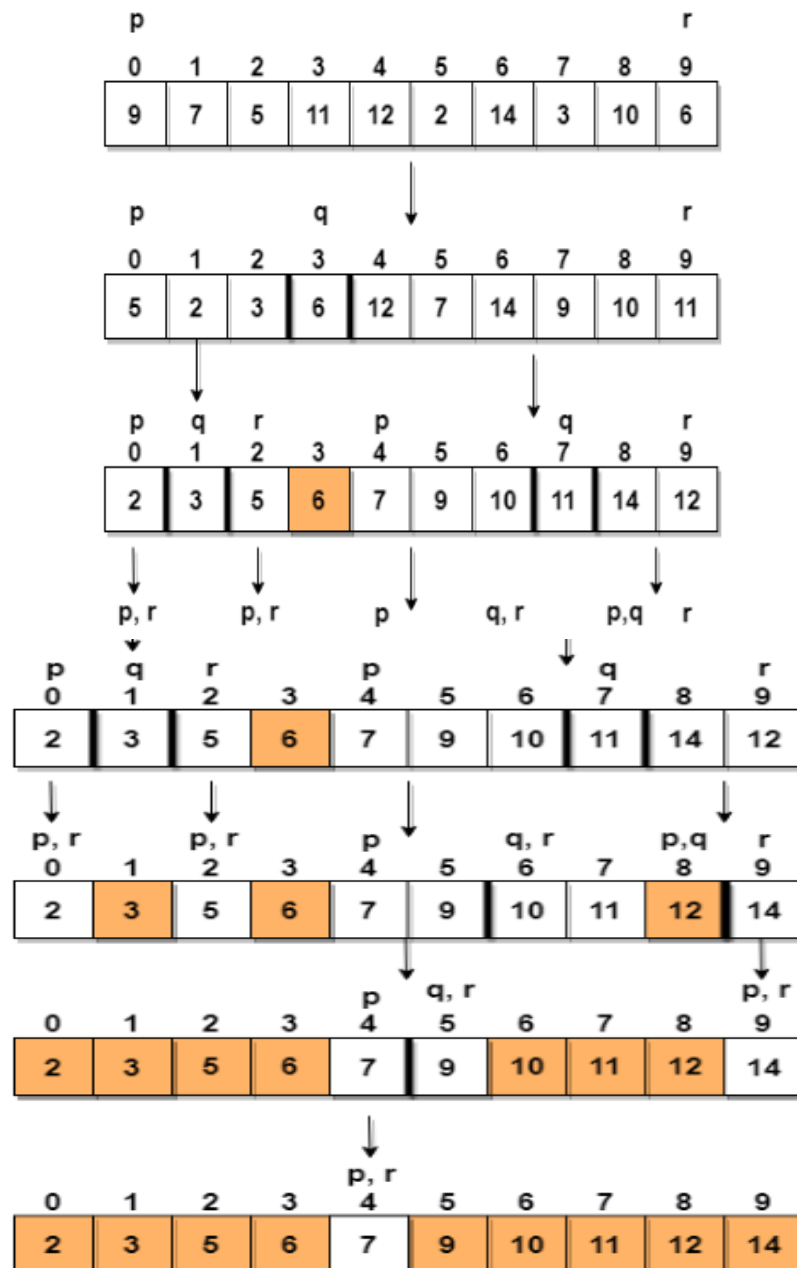 p r
0 1 2 3 4 5 6 7 8 9
9 7 5 11 12 2 14 3 10 6
p q r
0 1 2 3 4 5 6 7 8 9
5 2 3 6 12 7 14 9 10 11
p q r p q r
0 1 2 3 4 5 6 7 8 9
2 3 5 6 7 9 10 11 14 12
p, r p, r p q, r p,q r
p q r p q r
0 1 2 3 4 5 6 7 8 9
2 3 5 6 7 9 10 11 14 12
p, r p, r p q, r p,q r
0 1 2 3 4 5 6 7 8 9
2 3 5 6 7 9 10 11 12 14
p q, r p, r
0 1 2 3 4 5 6 7 8 9
2 3 5 6 7 9 10 11 12 14
p, r
0 1 2 3 4 5 6 7 8 9
2 3 5 6 7 9 10 11 12 14